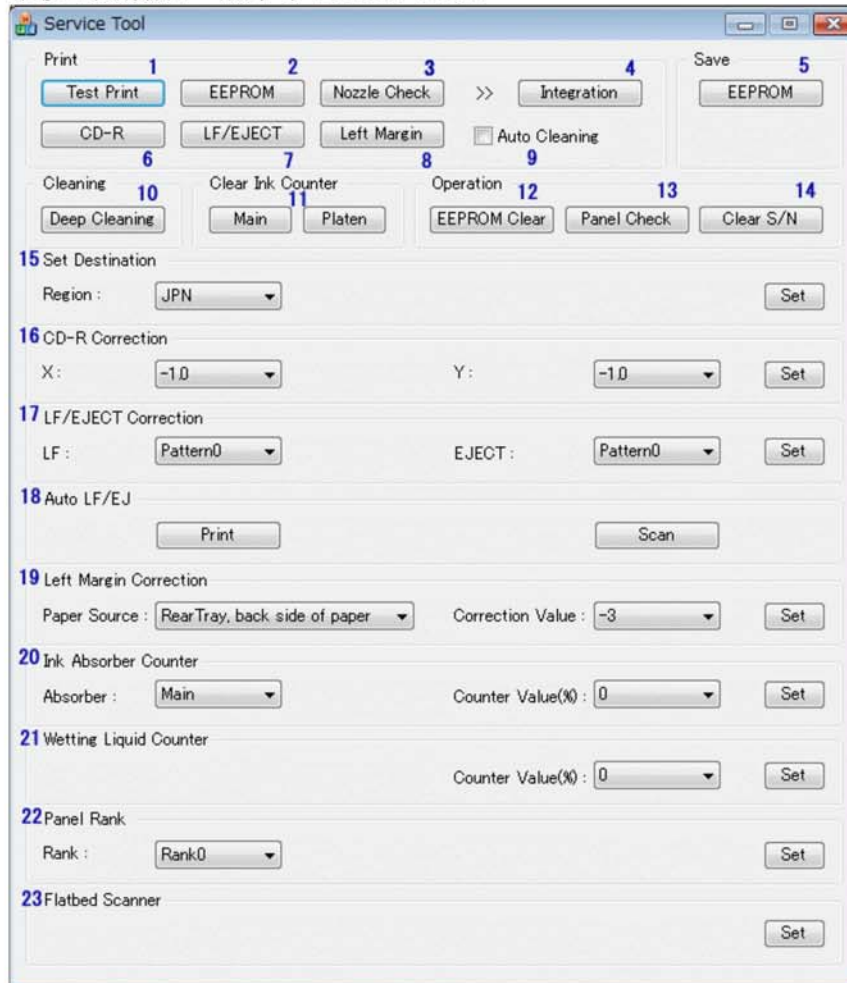 Service Tool
Print Save
1 2 3 4 5
Test Print EEPROM Nozzle Check >> Integration EEPROM
CD-R LF/EJECT Left Margin Auto Cleaning
6 7 8 9
Cleaning Clear Ink Counter Operation
10 11 12 13 14
Deep Cleaning Main Platen EEPROM Clear Panel Check Clear S/N
15 Set Destination
Region : JPN Set
16 CD-R Correction
X : -1.0 Y : -1.0 Set
17 LF/EJECT Correction
LF : Pattern0 EJECT : Pattern0 Set
18 Auto LF/EJ
Print Scan
19 Left Margin Correction
Paper Source : RearTray, back side of paper Correction Value : -3 Set
20 Ink Absorber Counter
Absorber : Main Counter Value(%) : 0 Set
21 Wetting Liquid Counter
Counter Value(%) : 0 Set
22 Panel Rank
Rank : Rank0 Set
23 Flatbed Scanner
Set